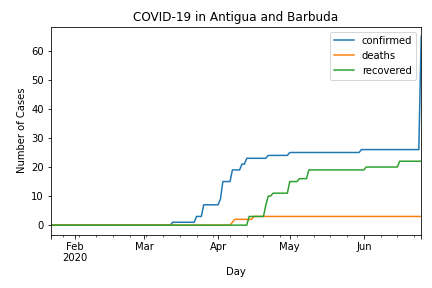 COVID-19 in Antigua and Barbuda
confirmed
deaths
recovered
Number of Cases
60
50
40
30
20
10
0
Feb
2020
Mar
Apr
May
Jun
Day